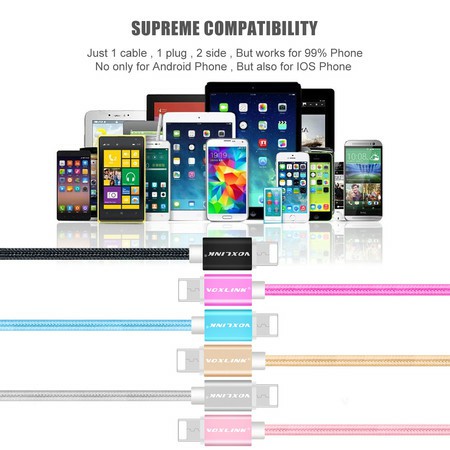 SUPREME COMPATIBILITY
Just 1 cable , 1 plug , 2 side , But works for 99% Phone
No only for Android Phone , But also for IOS Phone
VOXLINK
VOXLINK
VOXLINK
VOXLINK
VOXLINK
VOXLINK